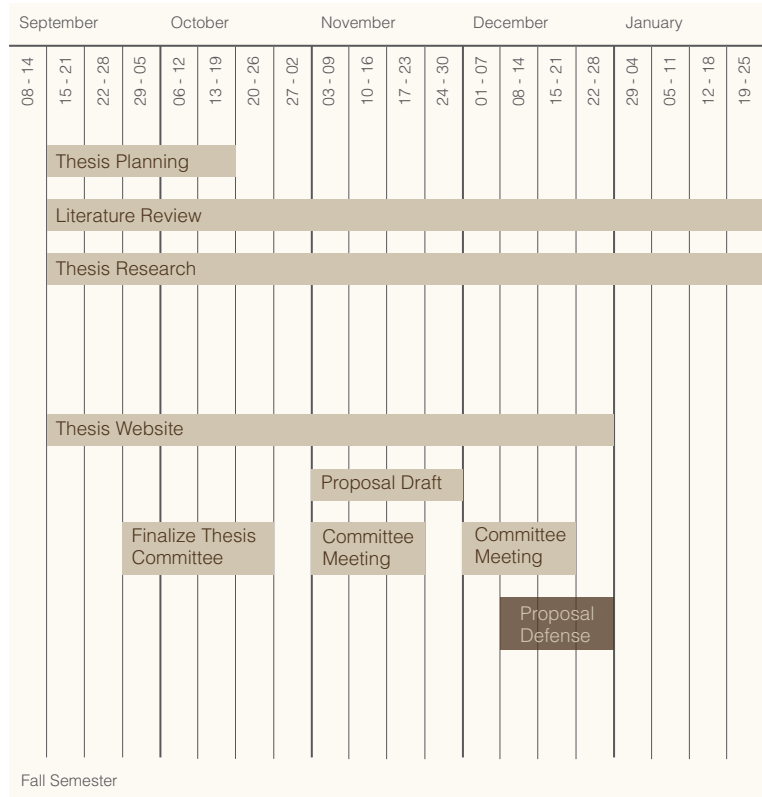 September October November December January
08 - 14 15 - 21 22 - 28 29 - 05 06 - 12 13 - 19 20 - 26 27 - 02 03 - 09 10 - 16 17 - 23 24 - 30 01 - 07 08 - 14 15 - 21 22 - 28 29 - 04 05 - 11 12 - 18 19 - 25
Thesis Planning
Literature Review
Thesis Research
Thesis Website
Proposal Draft
Finalize Thesis
Committee
Committee
Meeting
Committee
Meeting
Proposal
Defense
Fall Semester